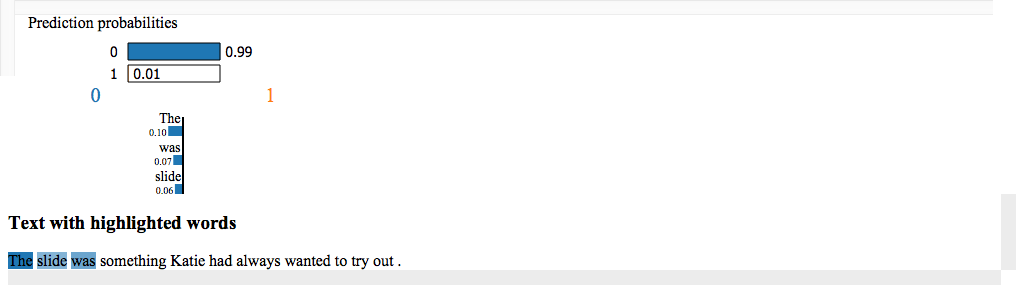 Prediction probabilities
0 0.99
1 0.01
0 1
The
0.10
was
0.07
slide
0.06
Text with highlighted words
The slide was something Katie had always wanted to try out .